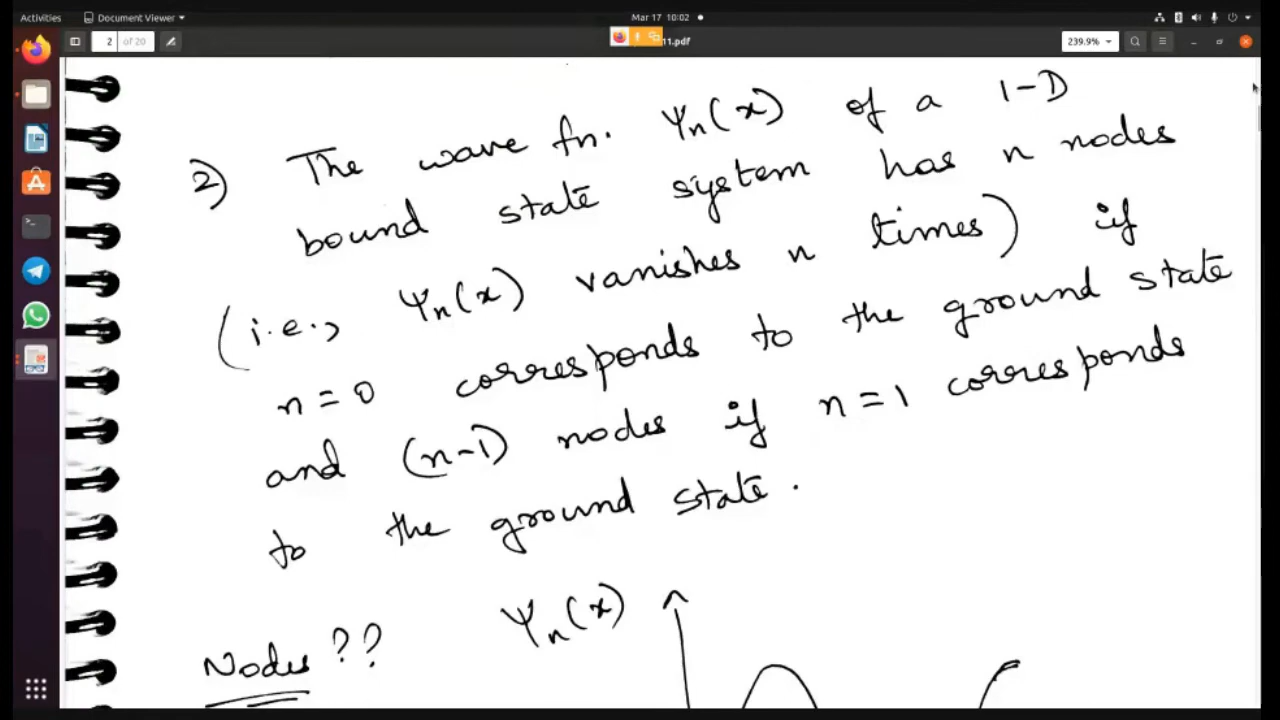 Activities
Document Viewer
Mar 17 10:02
2
of 20
11.pdf
239.9%
2) The wave fn. Ψn(x) of a 1-D
bound state system has n nodes
(i.e., Ψn(x) vanishes n times) if
n = 0 corresponds to the ground state
and (n-1) nodes if n = 1 corresponds
to the ground state.
Nodes ??
Ψn(x)